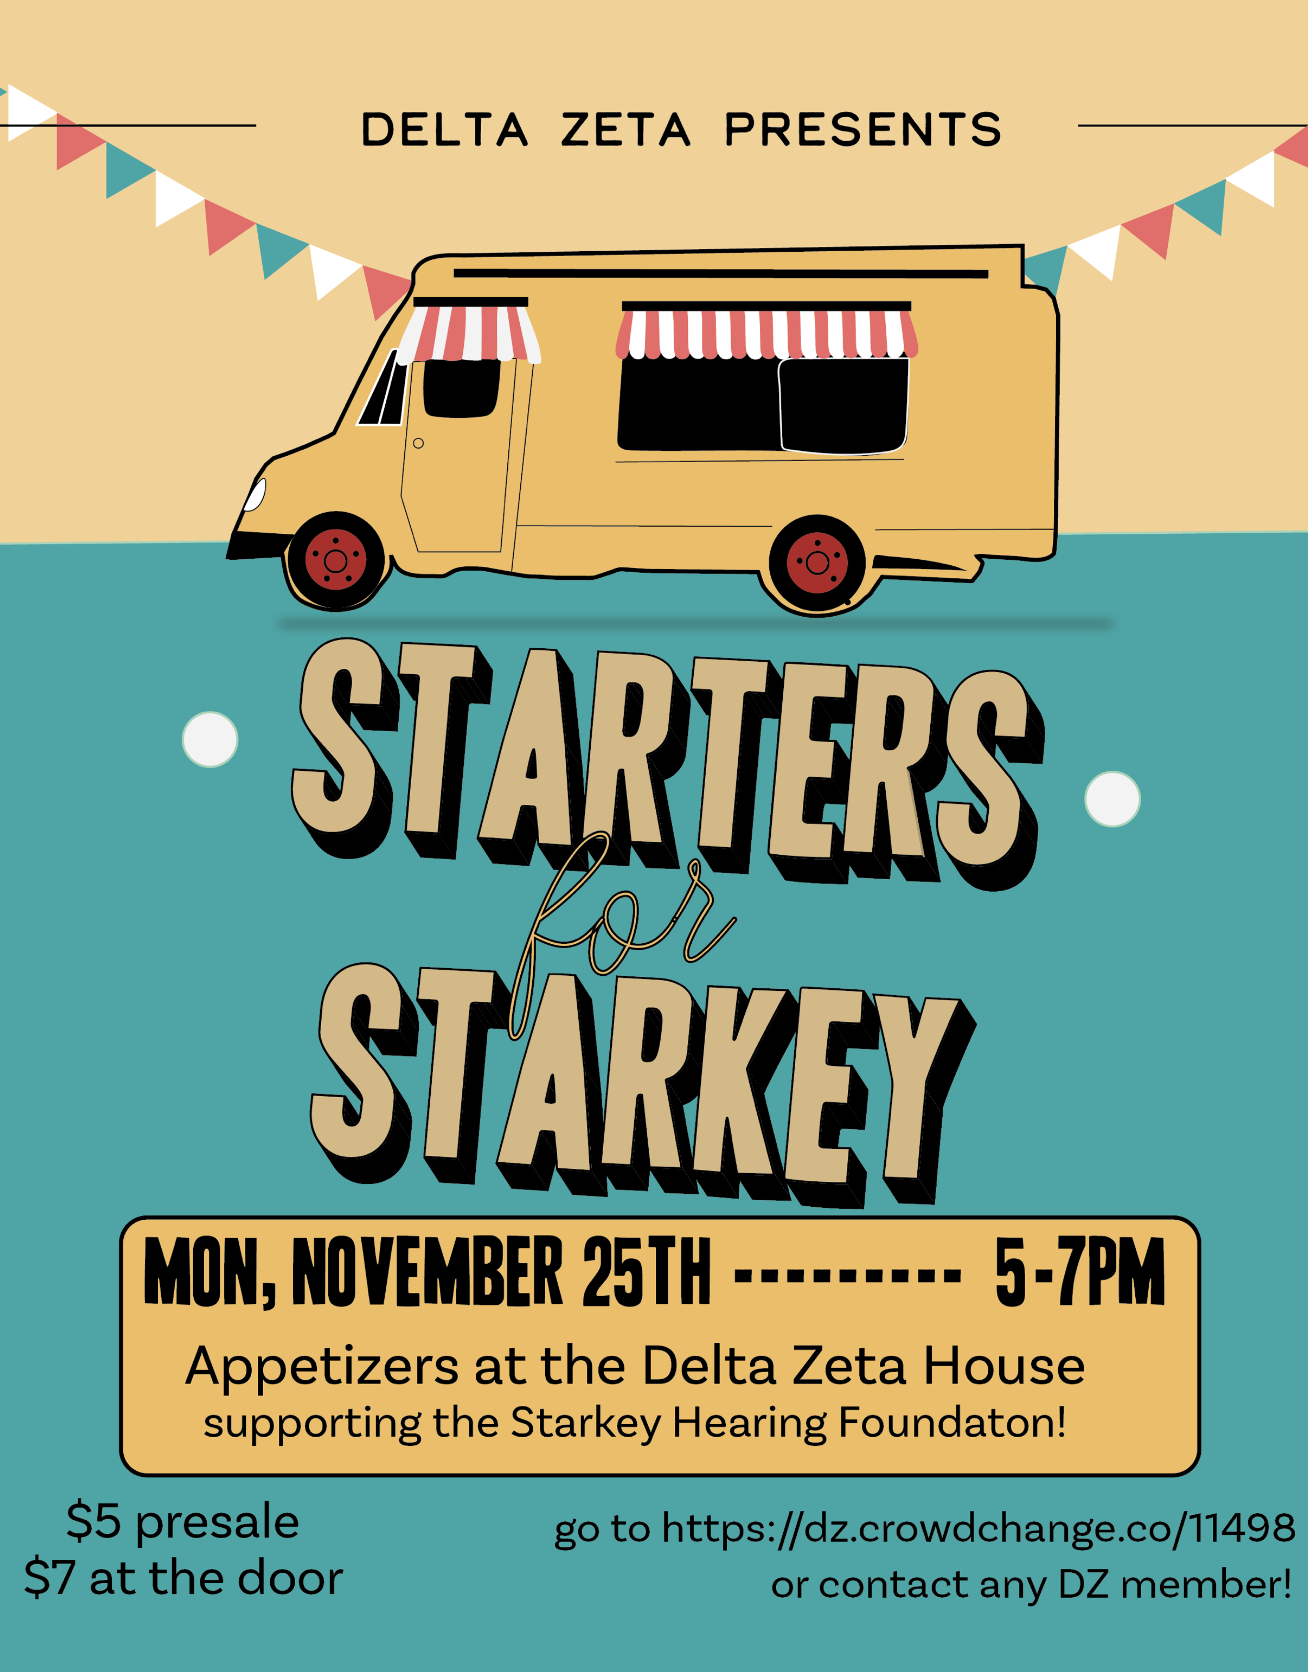 DELTA ZETA PRESENTS
STARTERS
for
STARKEY
MON, NOVEMBER 25TH --------- 5-7PM
Appetizers at the Delta Zeta House
supporting the Starkey Hearing Foundaton!
$5 presale
$7 at the door
go to https://dz.crowdchange.co/11498
or contact any DZ member!